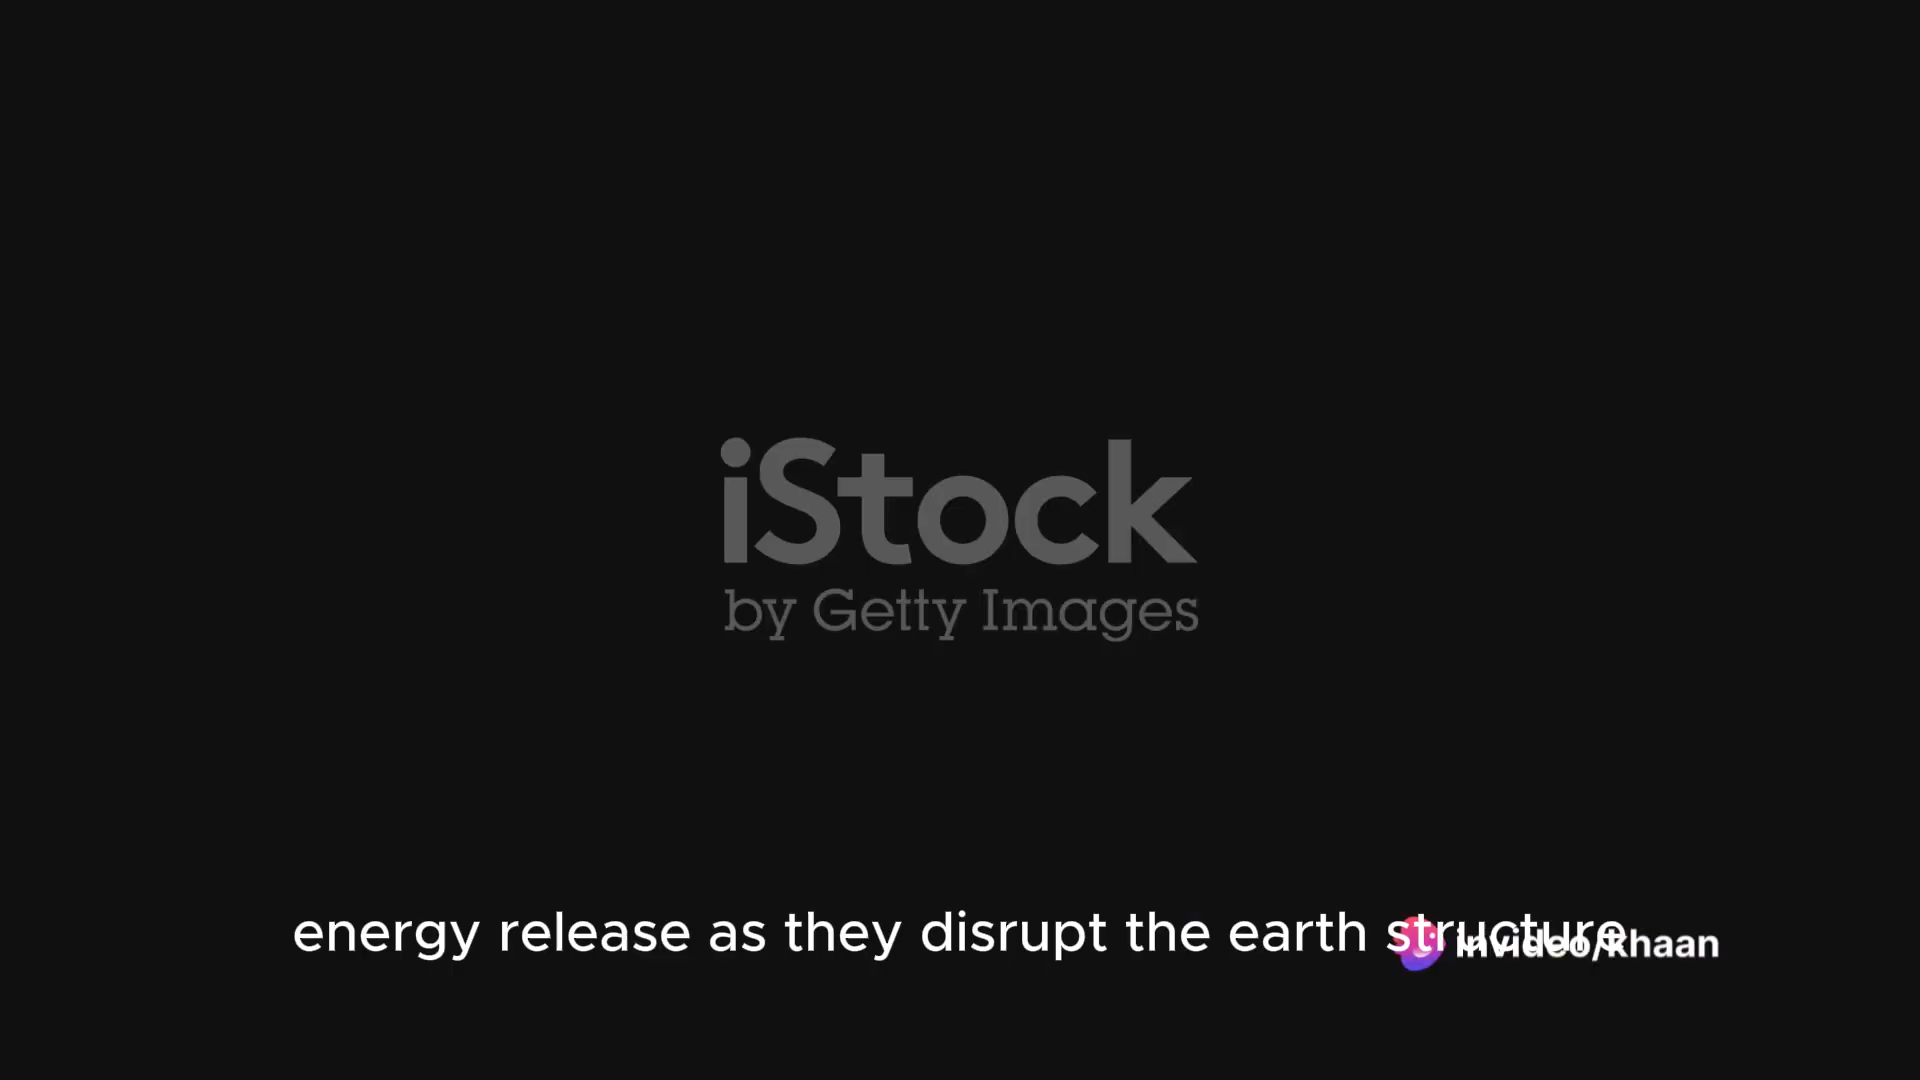 iStock
by Getty Images
energy release as they disrupt the earth structure
invideo/khaan